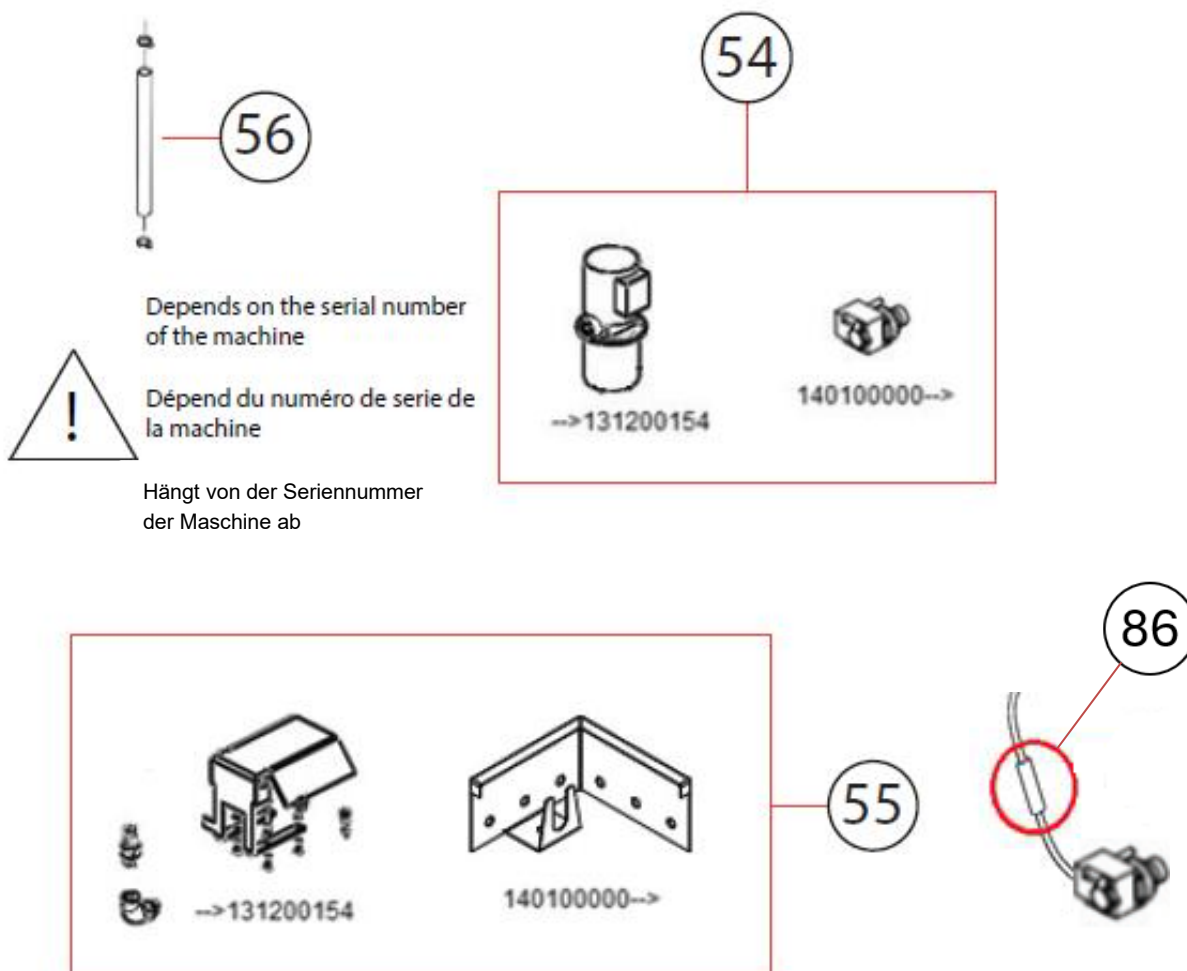 54
56
Depends on the serial number
of the machine
-->131200154
140100000-->
!
Dépend du numéro de serie de
la machine
Hängt von der Seriennummer
der Maschine ab
86
55
-->131200154
140100000-->